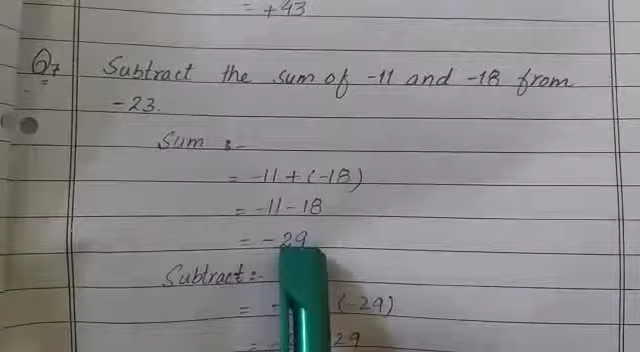 = +43
Q7 Subtract the sum of -11 and -18 from
-23.
Sum :-
= -11 + (-18)
= -11 - 18
= -29
Subtract :-
= - (-29)
= - 29